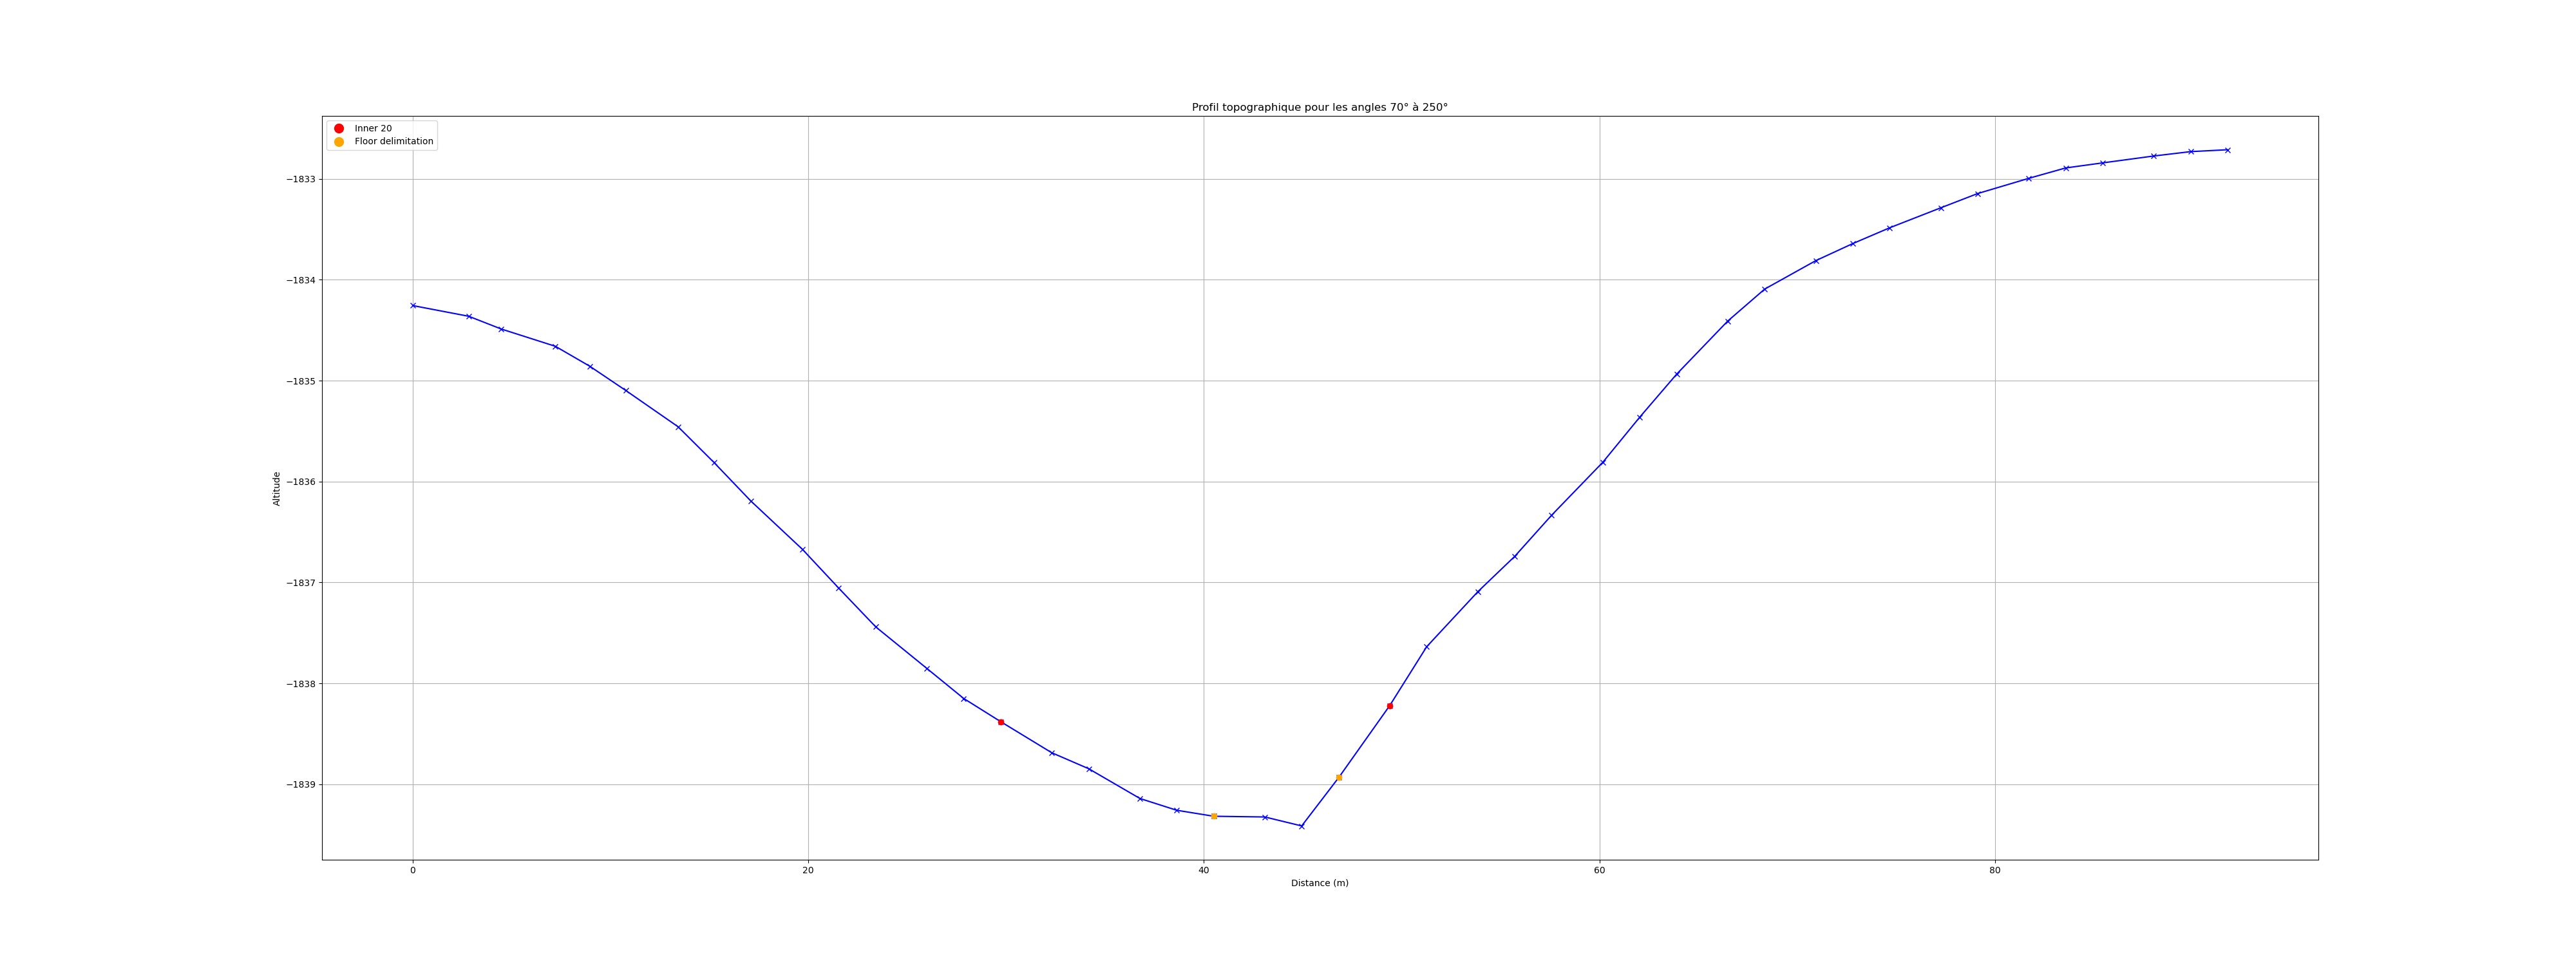 Profil topographique pour les angles 70° à 250°
Inner 20
Floor delimitation
−1833
−1834
−1835
−1836
−1837
−1838
−1839
Altitude
0 20 40 60 80
Distance (m)